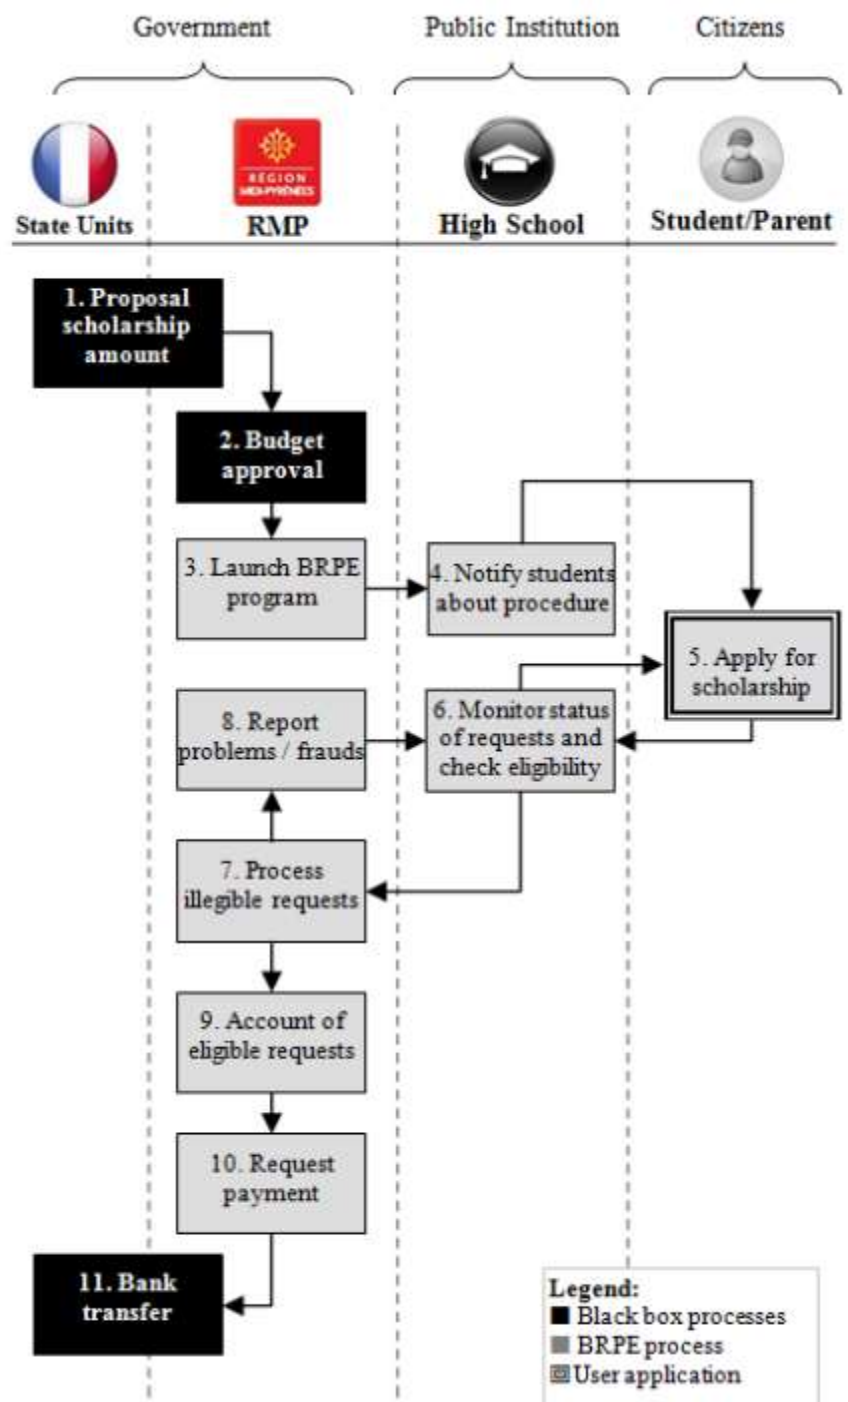 Government
Public Institution
Citizens
RÉGION
MIDI-PYRÉNÉES
State Units
RMP
High School
Student/Parent
1. Proposal
scholarship
amount
2. Budget
approval
3. Launch BRPE
program
4. Notify students
about procedure
5. Apply for
scholarship
8. Report
problems / frauds
6. Monitor status
of requests and
check eligibility
7. Process
illegible requests
9. Account of
eligible requests
10. Request
payment
11. Bank
transfer
Legend:
Black box processes
BRPE process
User application